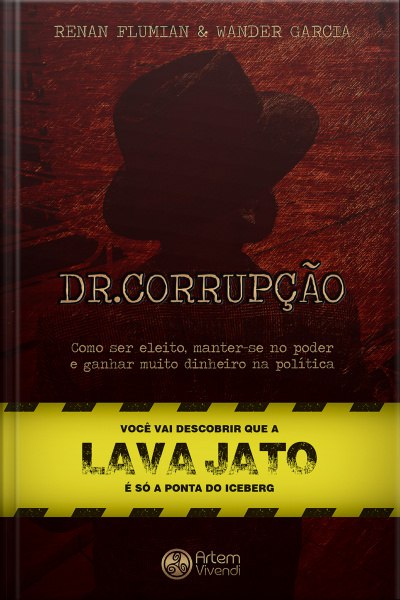 RENAN FLUMIAN & WANDER GARCIA
DR.CORRUPÇÃO
Como ser eleito, manter-se no poder
e ganhar muito dinheiro na política
VOCÊ VAI DESCOBRIR QUE A
LAVA JATO
É SÓ A PONTA DO ICEBERG
Artem
Vivendi